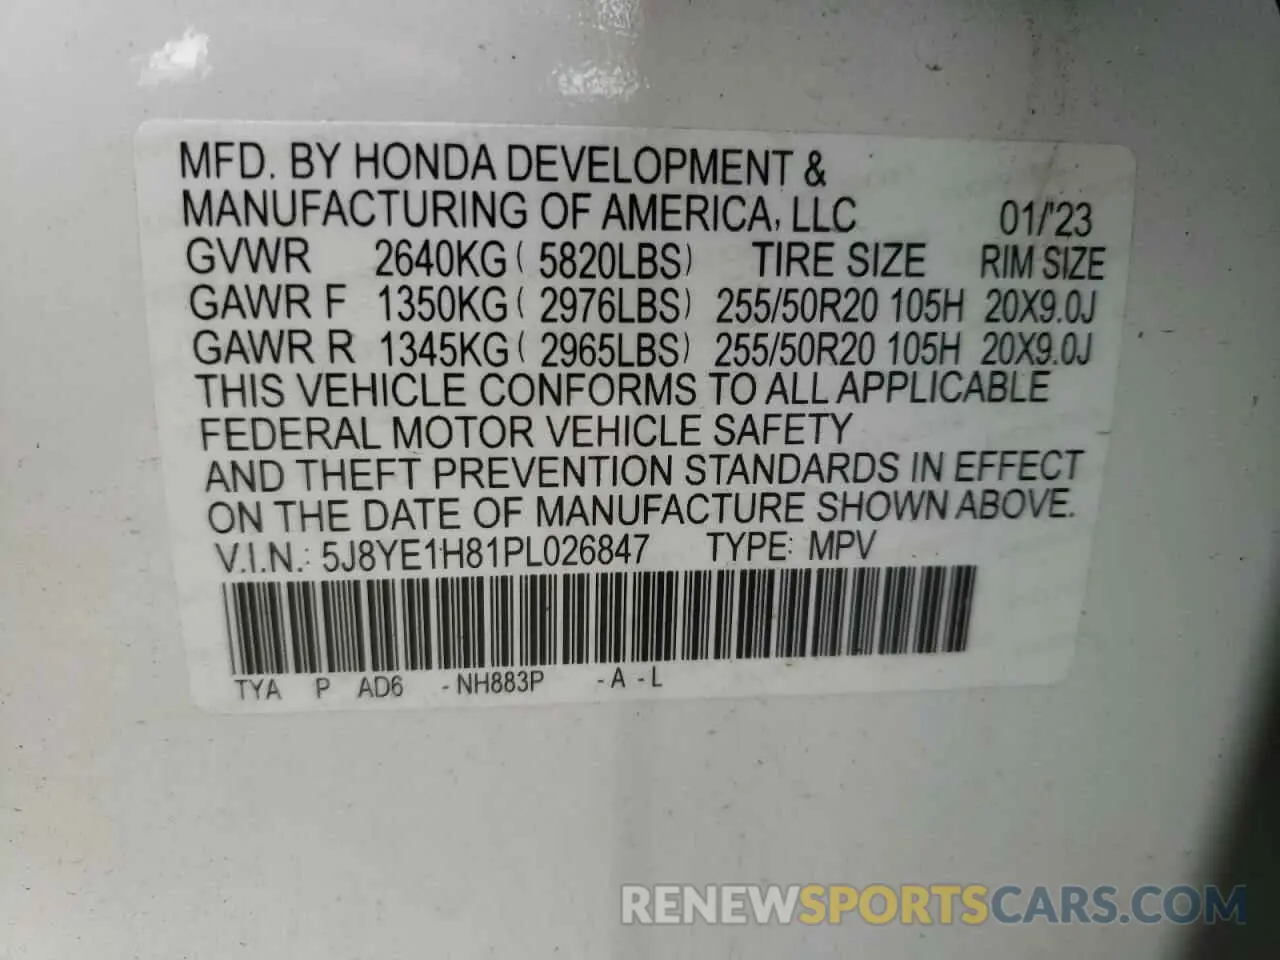 MFD. BY HONDA DEVELOPMENT &
MANUFACTURING OF AMERICA, LLC 01/'23
GVWR 2640KG ( 5820LBS) TIRE SIZE RIM SIZE
GAWR F 1350KG ( 2976LBS) 255/50R20 105H 20X9.0J
GAWR R 1345KG ( 2965LBS) 255/50R20 105H 20X9.0J
THIS VEHICLE CONFORMS TO ALL APPLICABLE
FEDERAL MOTOR VEHICLE SAFETY
AND THEFT PREVENTION STANDARDS IN EFFECT
ON THE DATE OF MANUFACTURE SHOWN ABOVE.
V.I.N.: 5J8YE1H81PL026847 TYPE: MPV
TYA P AD6 -NH883P -A -L
RENEWSPORTSCARS.COM